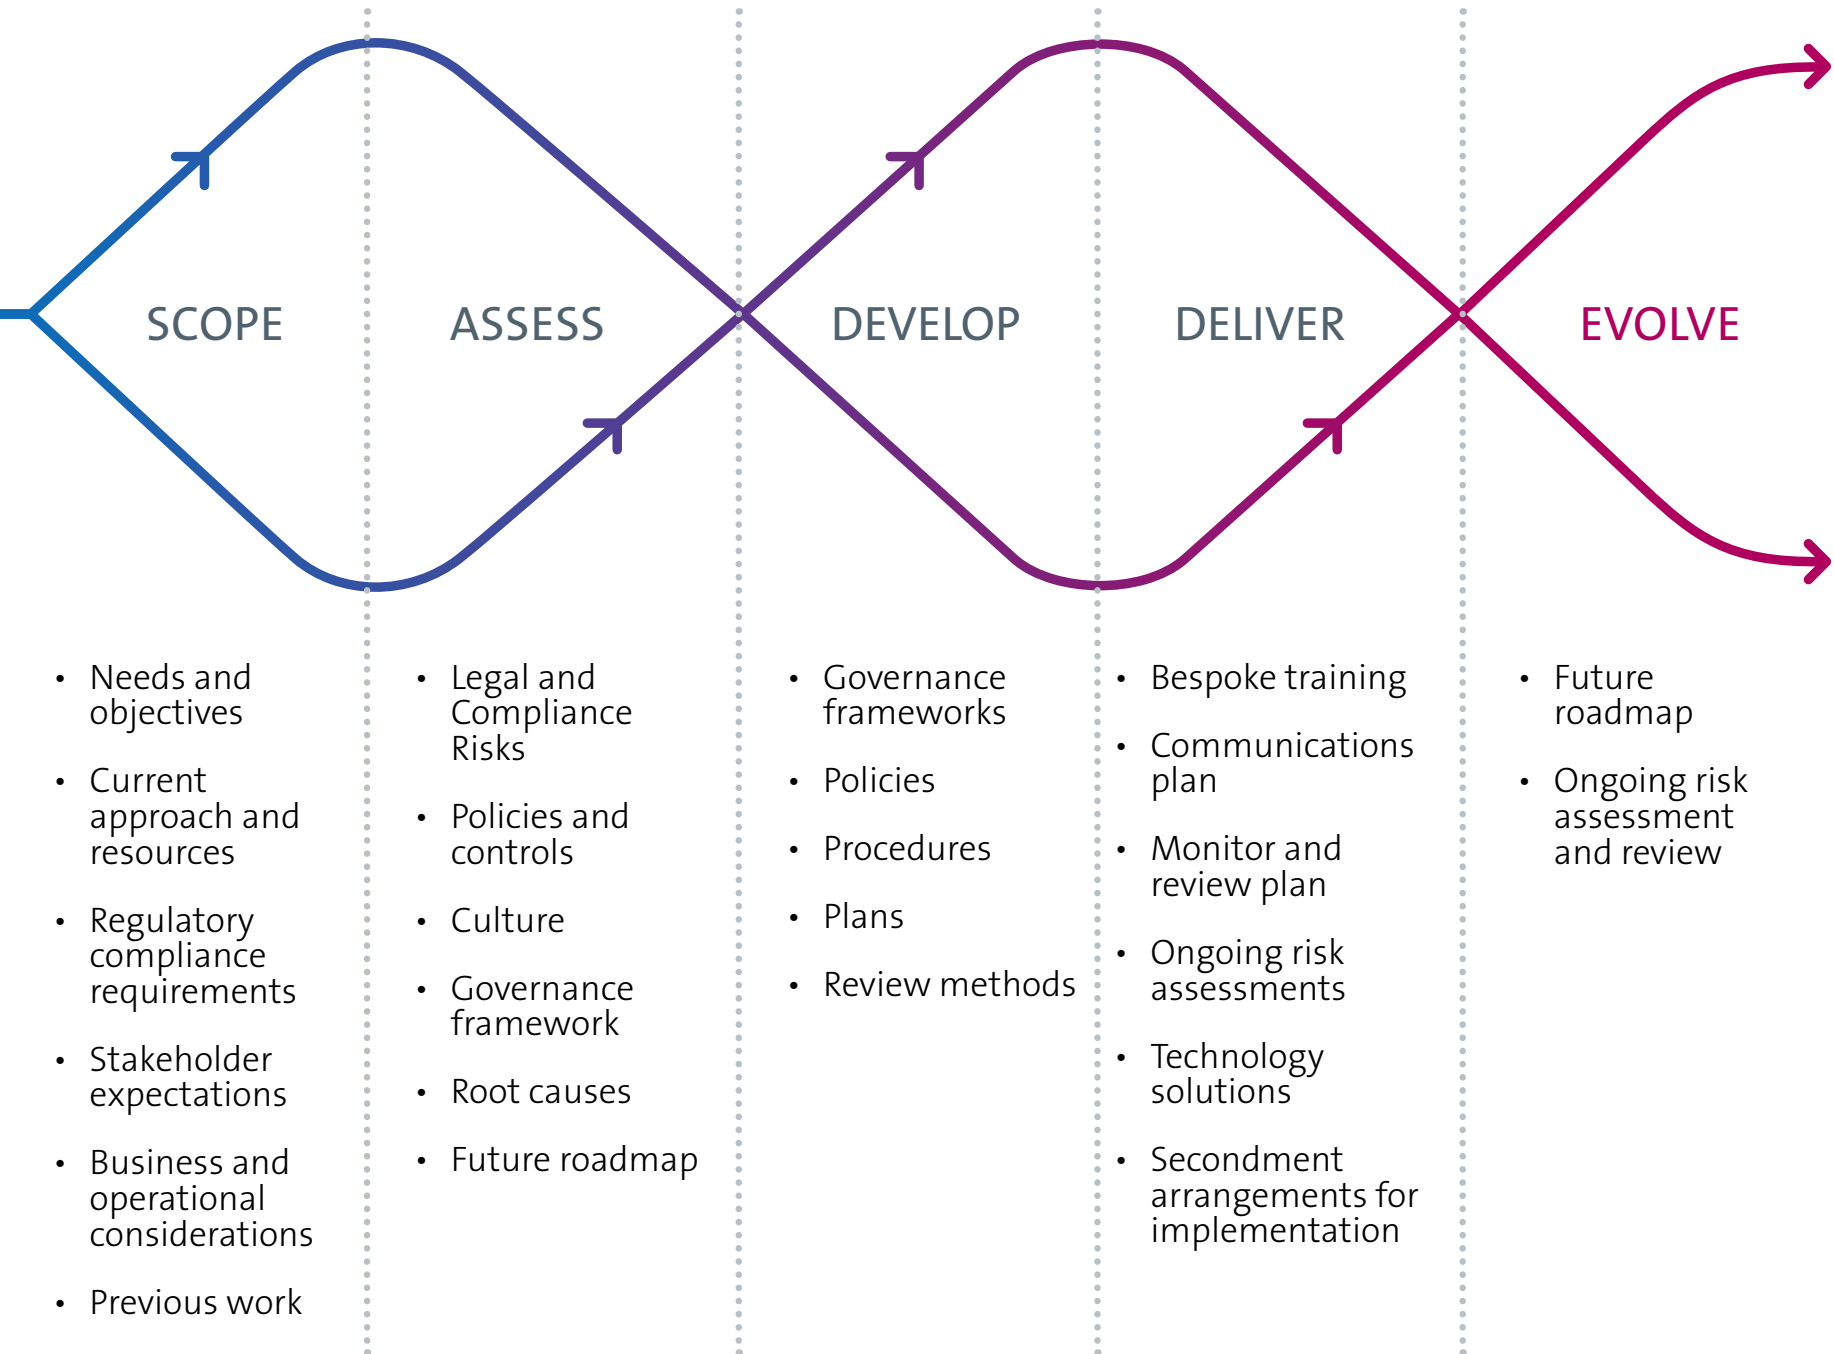 SCOPE
ASSESS
DEVELOP
DELIVER
EVOLVE
• Needs and
objectives
• Current
approach and
resources
• Regulatory
compliance
requirements
• Stakeholder
expectations
• Business and
operational
considerations
• Previous work
• Legal and
Compliance
Risks
• Policies and
controls
• Culture
• Governance
framework
• Root causes
• Future roadmap
• Governance
frameworks
• Policies
• Procedures
• Plans
• Review methods
• Bespoke training
• Communications
plan
• Monitor and
review plan
• Ongoing risk
assessments
• Technology
solutions
• Secondment
arrangements for
implementation
• Future
roadmap
• Ongoing risk
assessment
and review